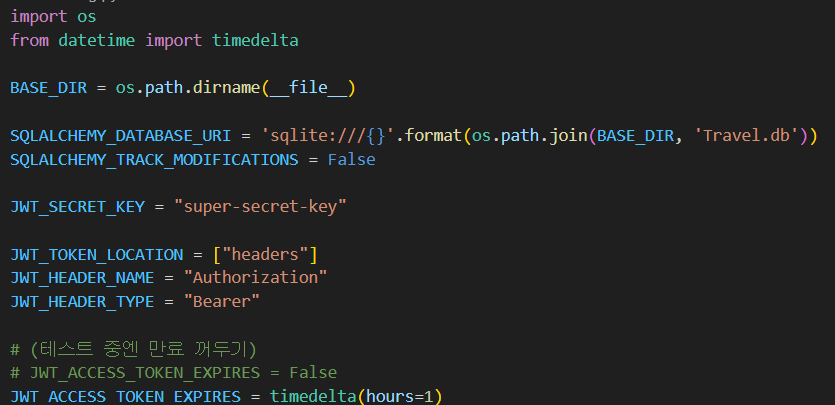 import os
from datetime import timedelta
BASE_DIR = os.path.dirname(__file__)
SQLALCHEMY_DATABASE_URI = 'sqlite:///{}'.format(os.path.join(BASE_DIR, 'Travel.db'))
SQLALCHEMY_TRACK_MODIFICATIONS = False
JWT_SECRET_KEY = "super-secret-key"
JWT_TOKEN_LOCATION = ["headers"]
JWT_HEADER_NAME = "Authorization"
JWT_HEADER_TYPE = "Bearer"
# (테스트 중엔 만료 꺼두기)
# JWT_ACCESS_TOKEN_EXPIRES = False
JWT_ACCESS_TOKEN_EXPIRES = timedelta(hours=1)